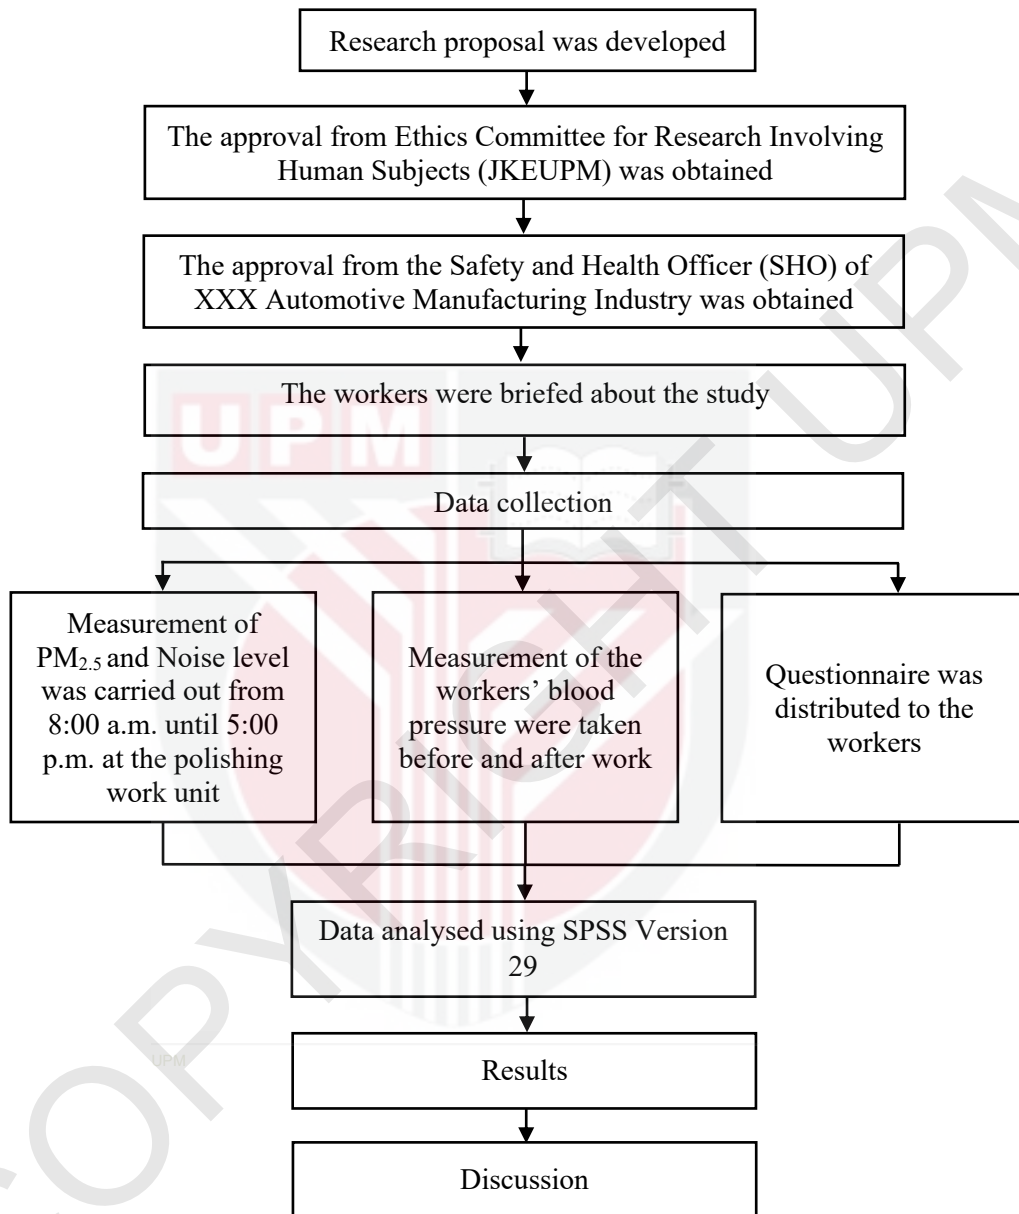 Research proposal was developed
The approval from Ethics Committee for Research Involving
Human Subjects (JKEUPM) was obtained
The approval from the Safety and Health Officer (SHO) of
XXX Automotive Manufacturing Industry was obtained
The workers were briefed about the study
UPM
Data collection
Measurement of
PM2.5 and Noise level
was carried out from
8:00 a.m. until 5:00
p.m. at the polishing
work unit
Measurement of the
workers’ blood
pressure were taken
before and after work
Questionnaire was
distributed to the
workers
Data analysed using SPSS Version
29
UPM
Results
Discussion
COPYRIGHT UPM